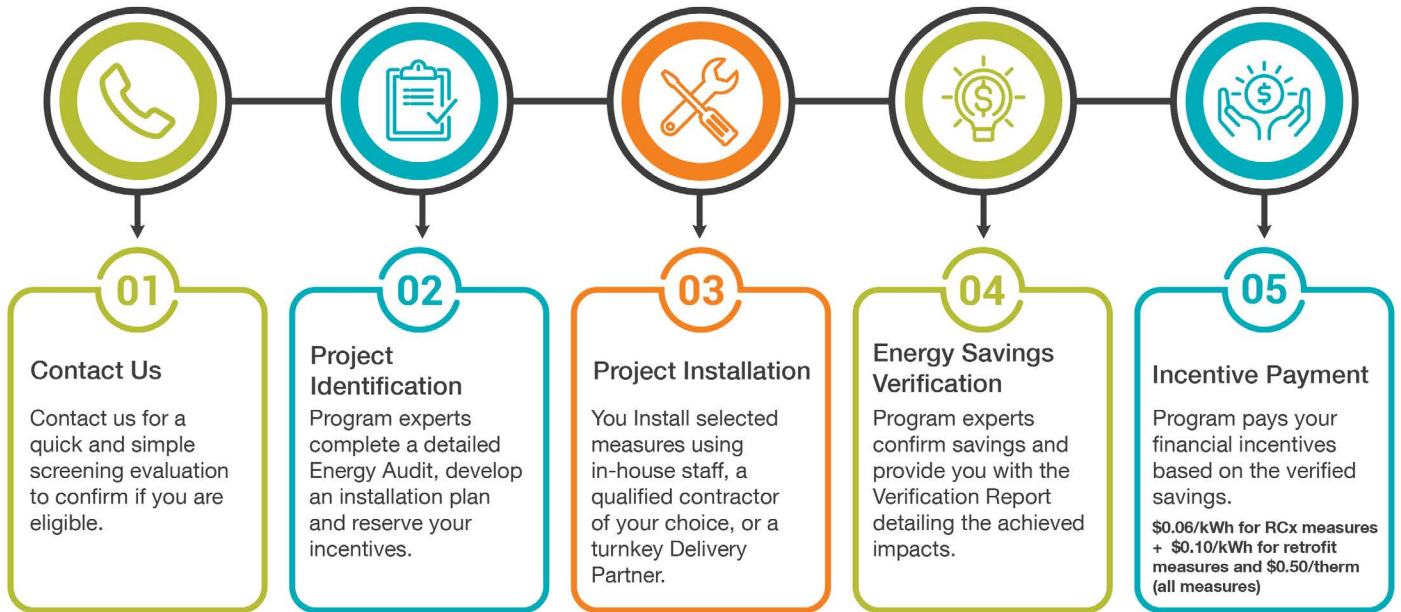 01
Contact Us
Contact us for a
quick and simple
screening evaluation
to confirm if you are
eligible.
02
Project
Identification
Program experts
complete a detailed
Energy Audit, develop
an installation plan
and reserve your
incentives.
03
Project Installation
You Install selected
measures using
in-house staff, a
qualified contractor
of your choice, or a
turnkey Delivery
Partner.
04
Energy Savings
Verification
Program experts
confirm savings and
provide you with the
Verification Report
detailing the achieved
impacts.
05
Incentive Payment
Program pays your
financial incentives
based on the verified
savings.
$0.06/kWh for RCx measures
+ $0.10/kWh for retrofit
measures and $0.50/therm
(all measures)